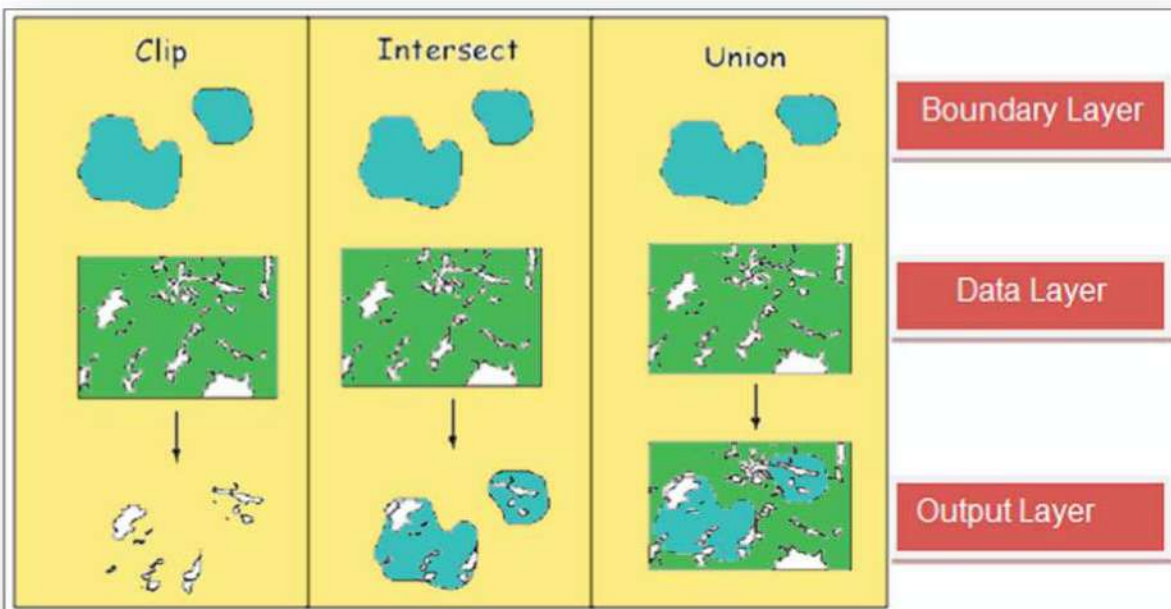 Clip
Intersect
Union
Boundary Layer
Data Layer
Output Layer